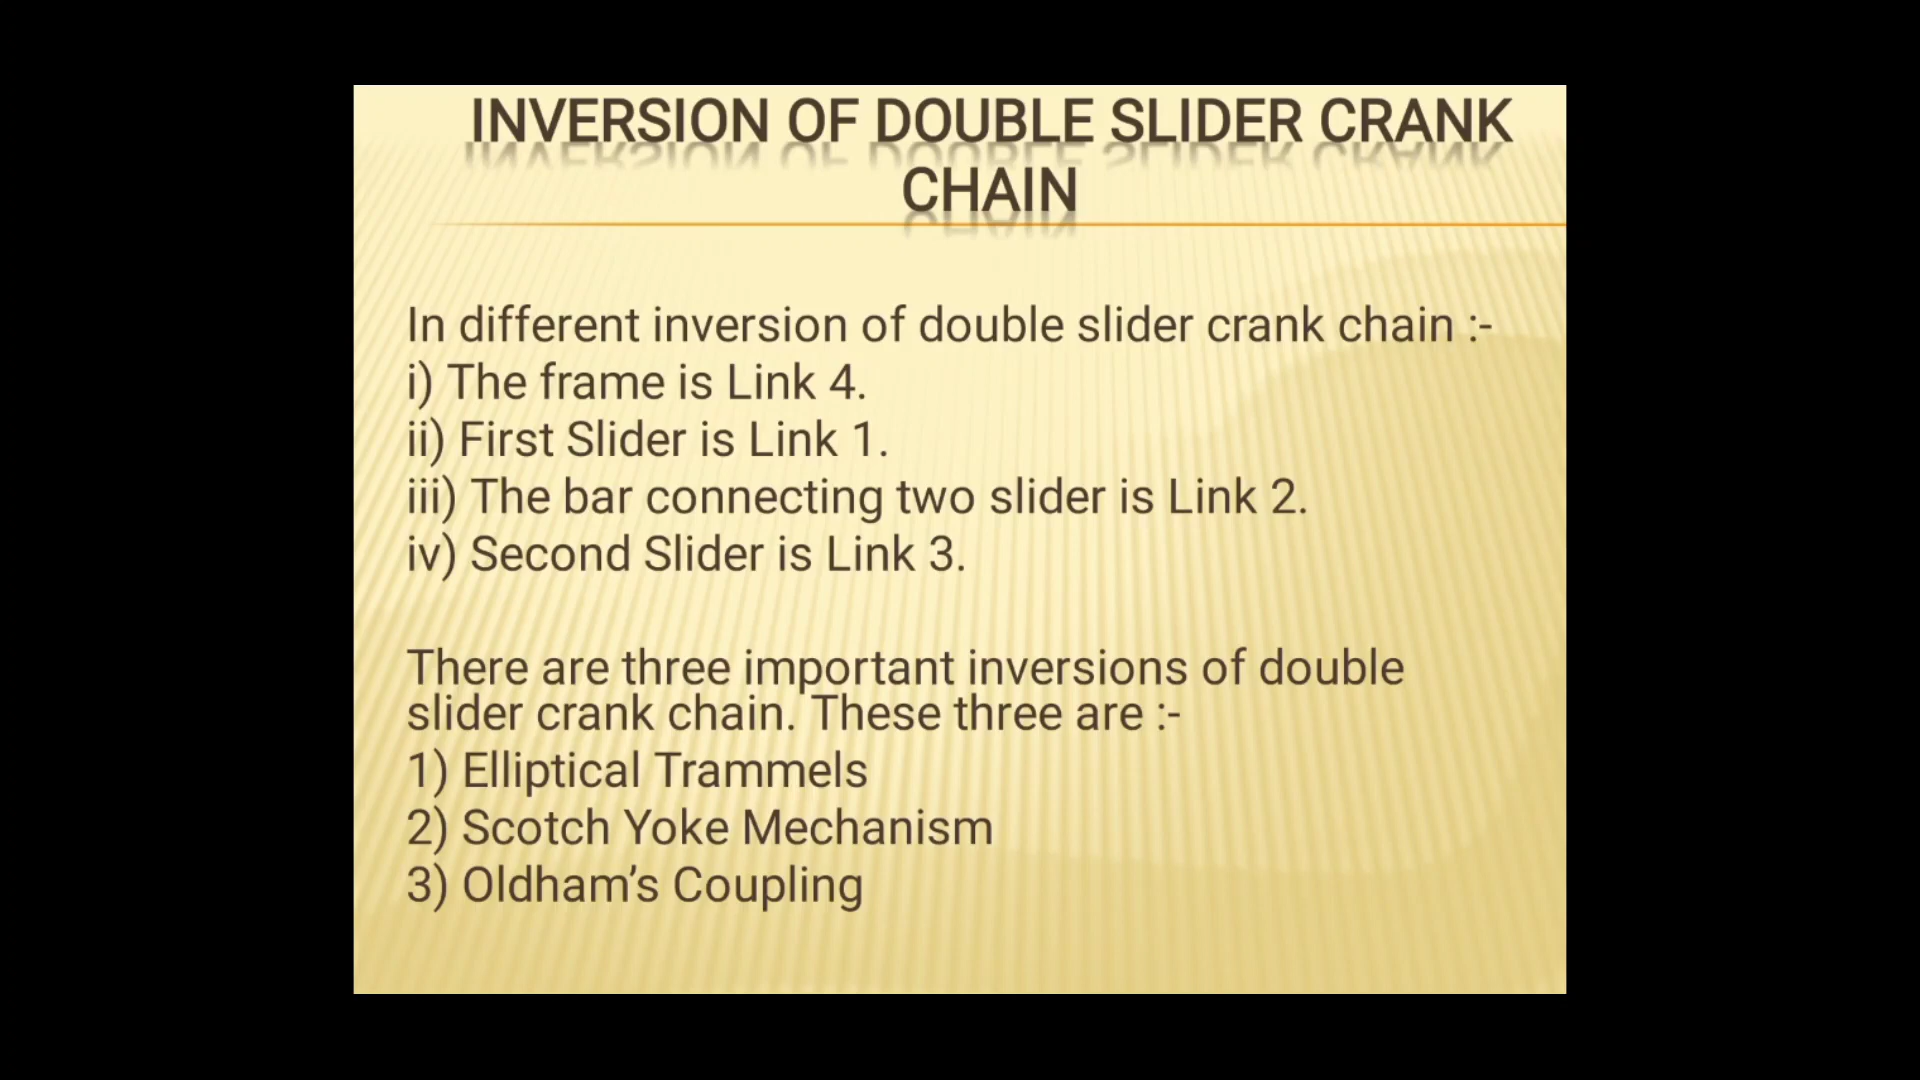 INVERSION OF DOUBLE SLIDER CRANK
CHAIN
In different inversion of double slider crank chain :-
i) The frame is Link 4.
ii) First Slider is Link 1.
iii) The bar connecting two slider is Link 2.
iv) Second Slider is Link 3.
There are three important inversions of double
slider crank chain. These three are :-
1) Elliptical Trammels
2) Scotch Yoke Mechanism
3) Oldham’s Coupling